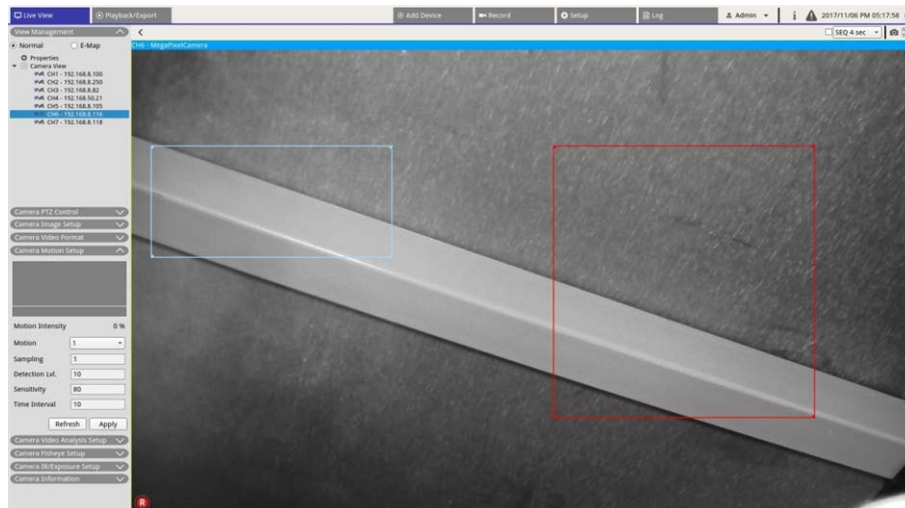 Live View
Playback/Export
Add Device
Record
Setup
Log
Admin
i
2017/11/06 PM 05:17:58
View Management
SEQ 4 sec
Normal
E-Map
CH6 - MegaPixelCamera
Properties
Camera View
CH1 - 192.168.8.100
CH2 - 192.168.8.250
CH3 - 192.168.8.82
CH4 - 192.168.50.21
CH5 - 192.168.8.105
CH6 - 192.168.8.116
CH7 - 192.168.8.118
Camera PTZ Control
Camera Image Setup
Camera Video Format
Camera Motion Setup
Motion Intensity 0 %
Motion 1
Sampling 1
Detection Lvl. 10
Sensitivity 80
Time Interval 10
Refresh Apply
Camera Video Analysis Setup
Camera Fisheye Setup
Camera IR/Exposure Setup
Camera Information
R